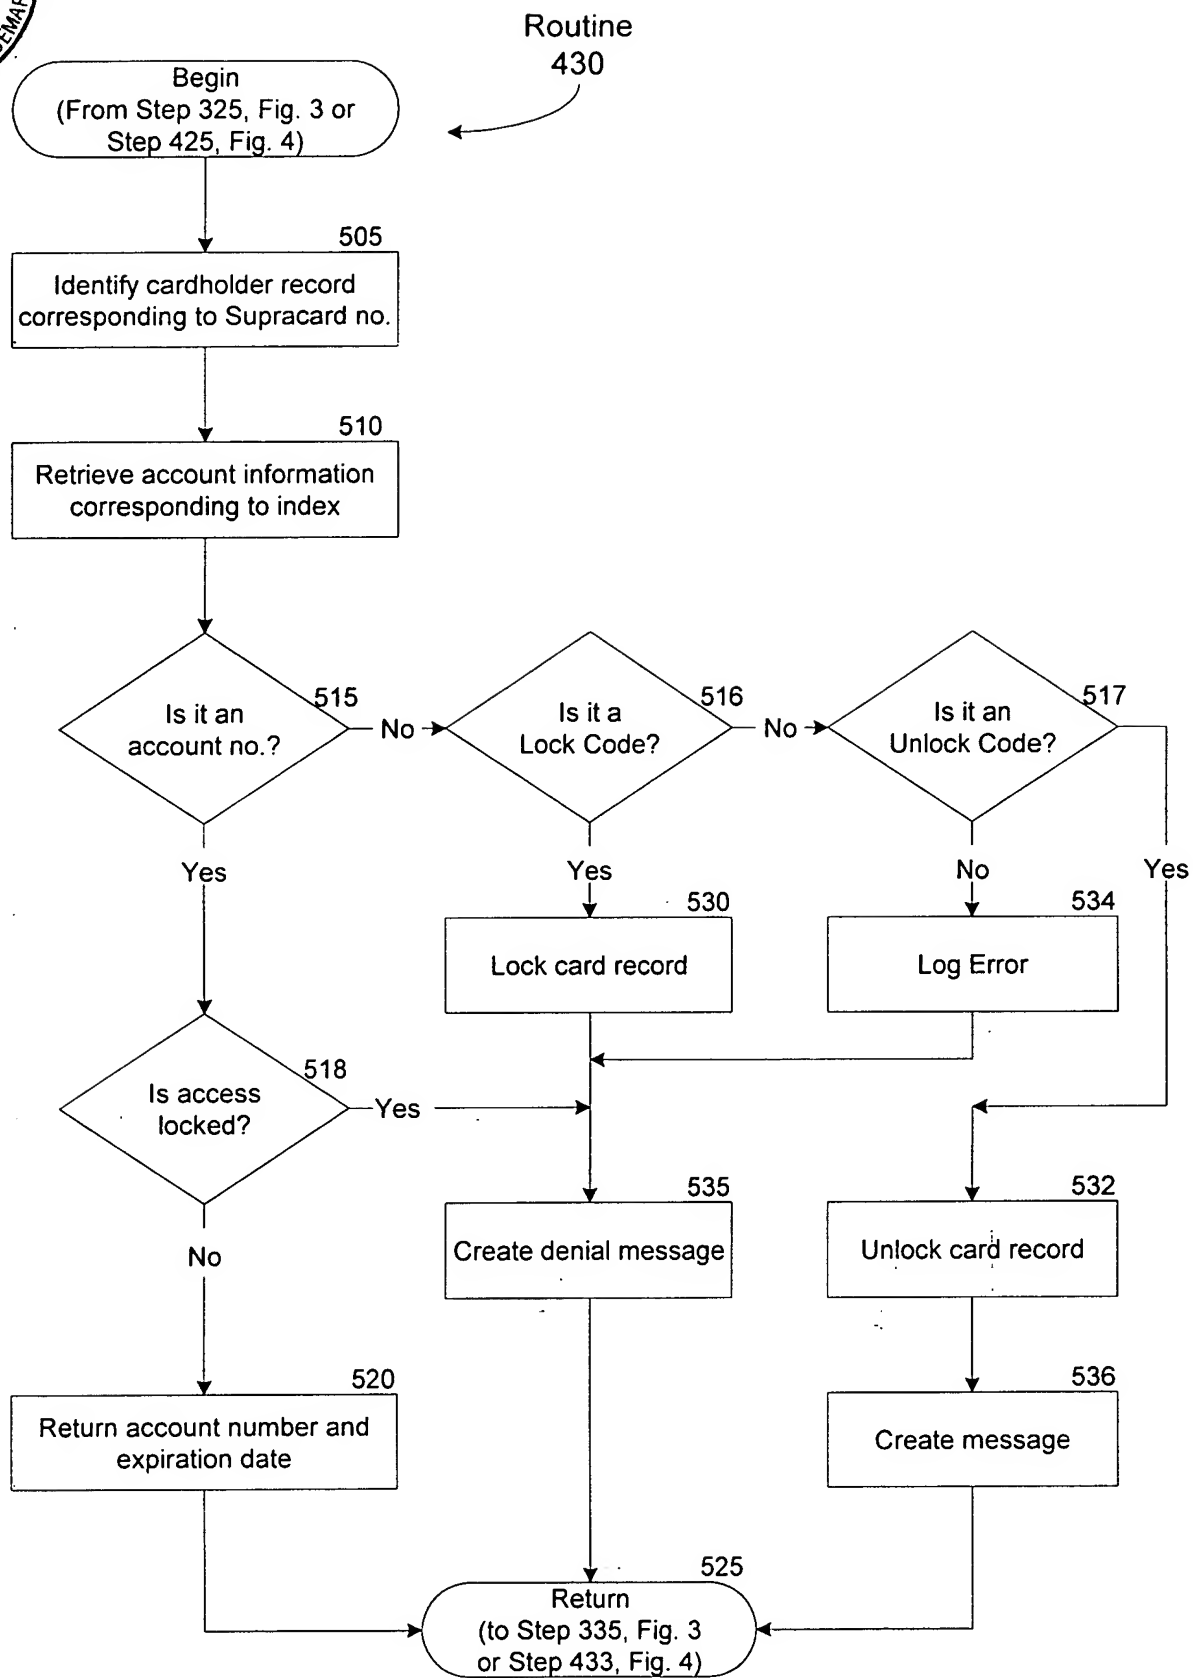 Routine
430
Begin
(From Step 325, Fig. 3 or
Step 425, Fig. 4)
505
Identify cardholder record
corresponding to Supracard no.
510
Retrieve account information
corresponding to index
515
Is it an
account no.?
No
516
Is it a
Lock Code?
No
517
Is it an
Unlock Code?
Yes
Yes
No
Yes
530
Lock card record
534
Log Error
518
Is access
locked?
Yes
535
Create denial message
532
Unlock card record
No
520
Return account number and
expiration date
536
Create message
525
Return
(to Step 335, Fig. 3
or Step 433, Fig. 4)